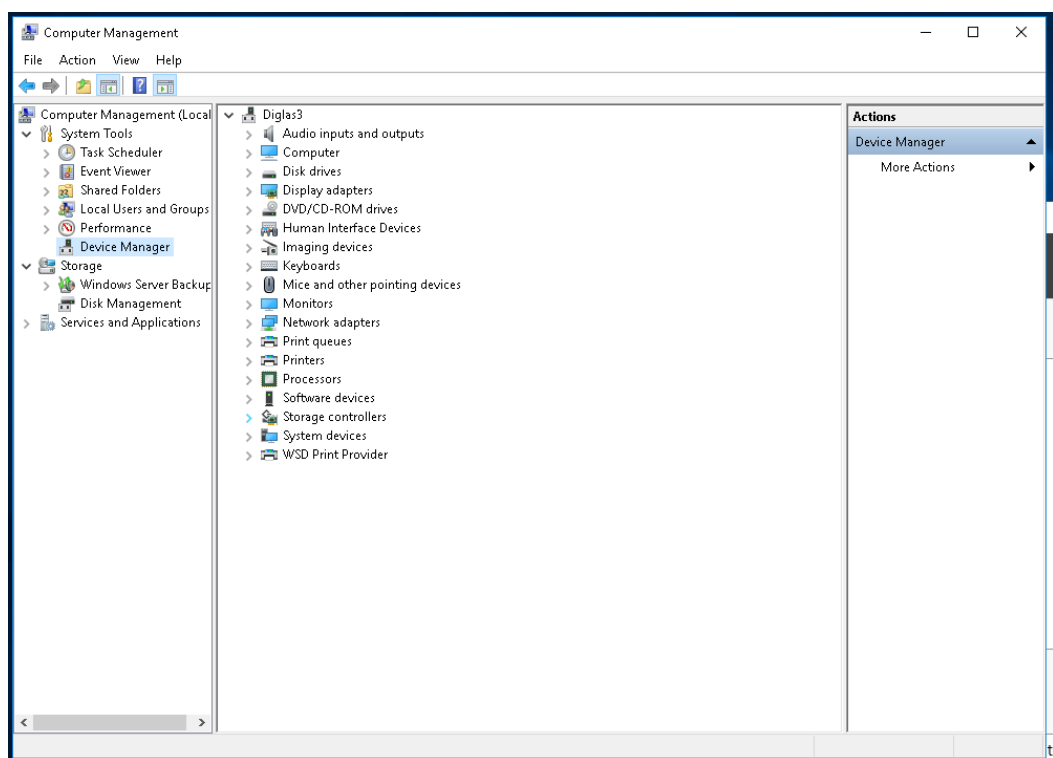 Computer Management
File Action View Help
Computer Management (Local
System Tools
Task Scheduler
Event Viewer
Shared Folders
Local Users and Groups
Performance
Device Manager
Storage
Windows Server Backup
Disk Management
Services and Applications
Diglas3
Audio inputs and outputs
Computer
Disk drives
Display adapters
DVD/CD-ROM drives
Human Interface Devices
Imaging devices
Keyboards
Mice and other pointing devices
Monitors
Network adapters
Print queues
Printers
Processors
Software devices
Storage controllers
System devices
WSD Print Provider
Actions
Device Manager
More Actions
t